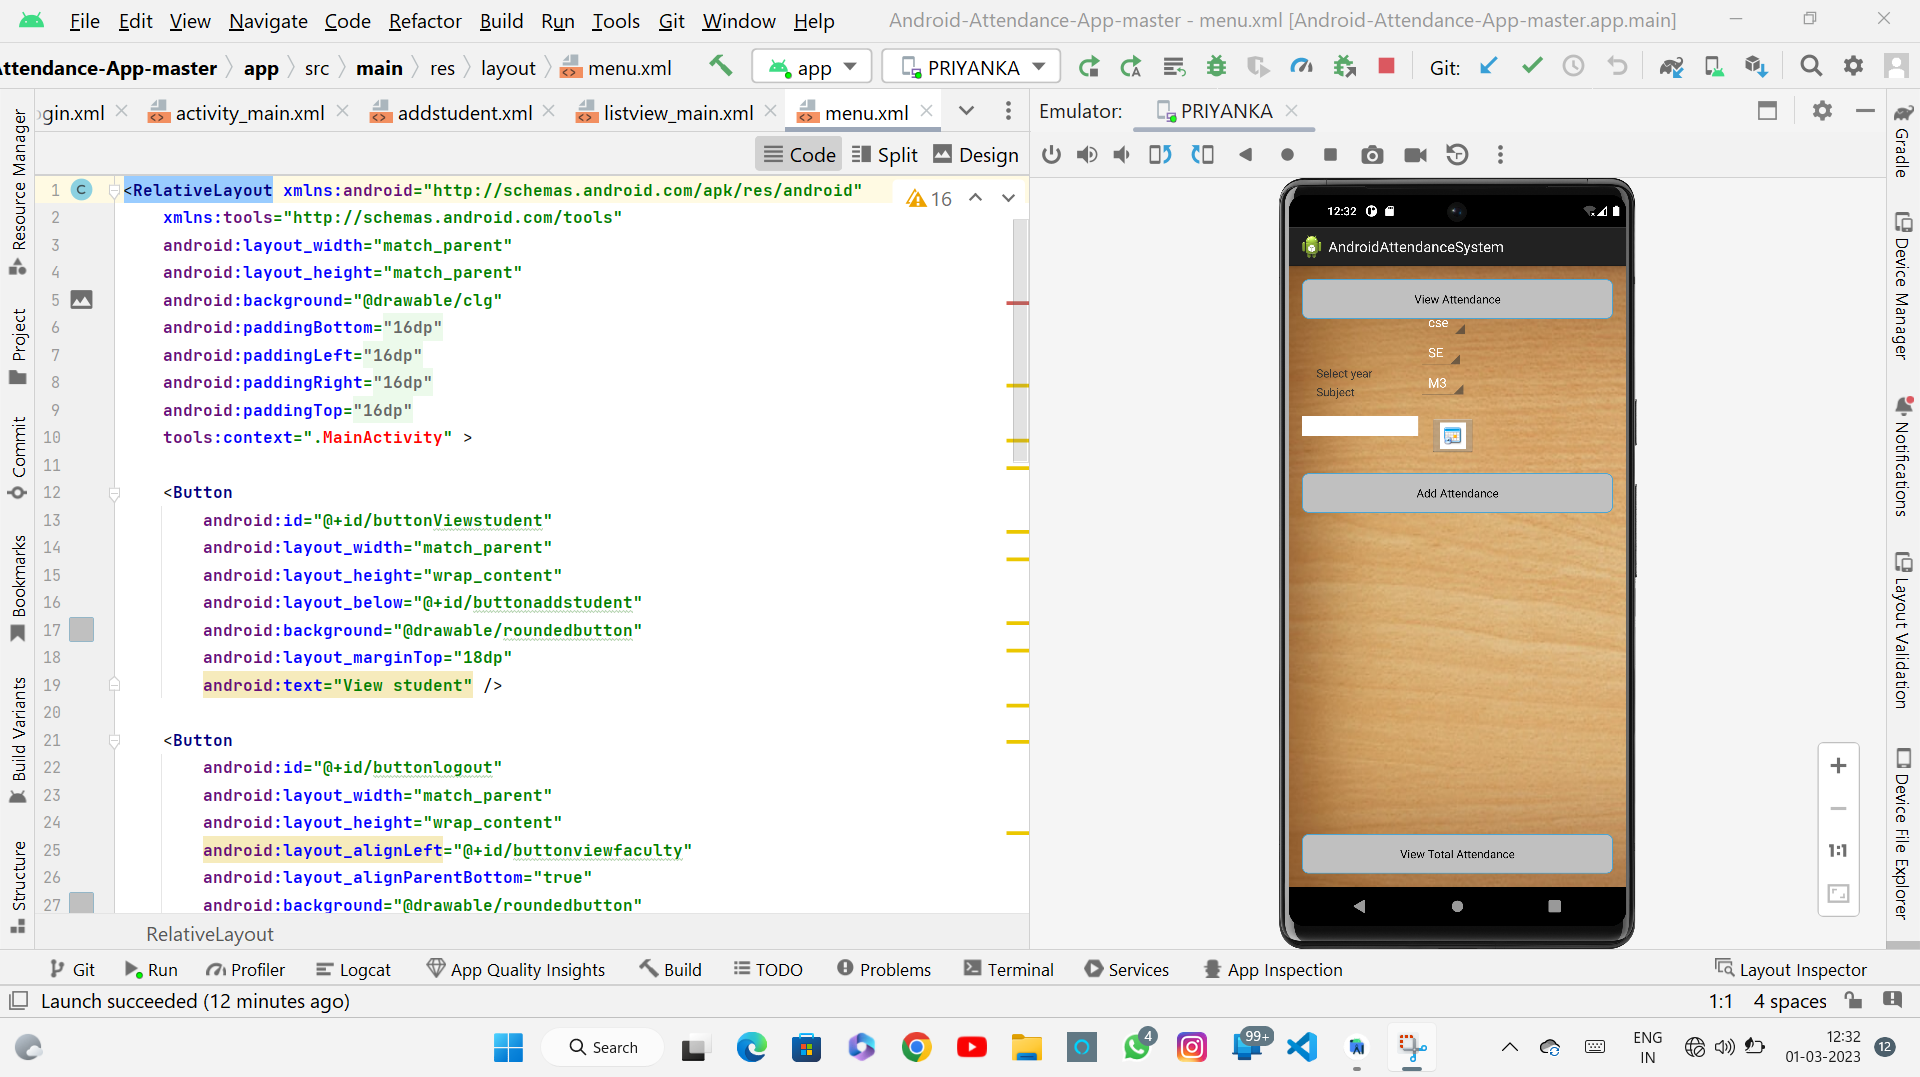 File Edit View Navigate Code Refactor Build Run Tools Git Window Help Android-Attendance-App-master - menu.xml [Android-Attendance-App-master.app.main]
Attendance-App-master app src main res layout menu.xml app PRIYANKA Git:
ogin.xml activity_main.xml addstudent.xml listview_main.xml menu.xml
Emulator: PRIYANKA
Code Split Design
16
1 <RelativeLayout xmlns:android="http://schemas.android.com/apk/res/android"
2 xmlns:tools="http://schemas.android.com/tools"
3 android:layout_width="match_parent"
4 android:layout_height="match_parent"
5 android:background="@drawable/clg"
6 android:paddingBottom="16dp"
7 android:paddingLeft="16dp"
8 android:paddingRight="16dp"
9 android:paddingTop="16dp"
10 tools:context=".MainActivity" >
11
12 <Button
13 android:id="@+id/buttonViewstudent"
14 android:layout_width="match_parent"
15 android:layout_height="wrap_content"
16 android:layout_below="@+id/buttonaddstudent"
17 android:background="@drawable/roundedbutton"
18 android:layout_marginTop="18dp"
19 android:text="View student" />
20
21 <Button
22 android:id="@+id/buttonlogout"
23 android:layout_width="match_parent"
24 android:layout_height="wrap_content"
25 android:layout_alignLeft="@+id/buttonviewfaculty"
26 android:layout_alignParentBottom="true"
27 android:background="@drawable/roundedbutton"
RelativeLayout
Resource Manager
Project
Commit
Bookmarks
Build Variants
Structure
12:32
AndroidAttendanceSystem
View Attendance
cse
SE
Select year
M3
Subject
Add Attendance
View Total Attendance
1:1
Gradle
Device Manager
Notifications
Layout Validation
Device File Explorer
Git Run Profiler Logcat App Quality Insights Build TODO Problems Terminal Services App Inspection Layout Inspector
Launch succeeded (12 minutes ago) 1:1 4 spaces
Search 4 99+ ENG IN 12:32 01-03-2023 12